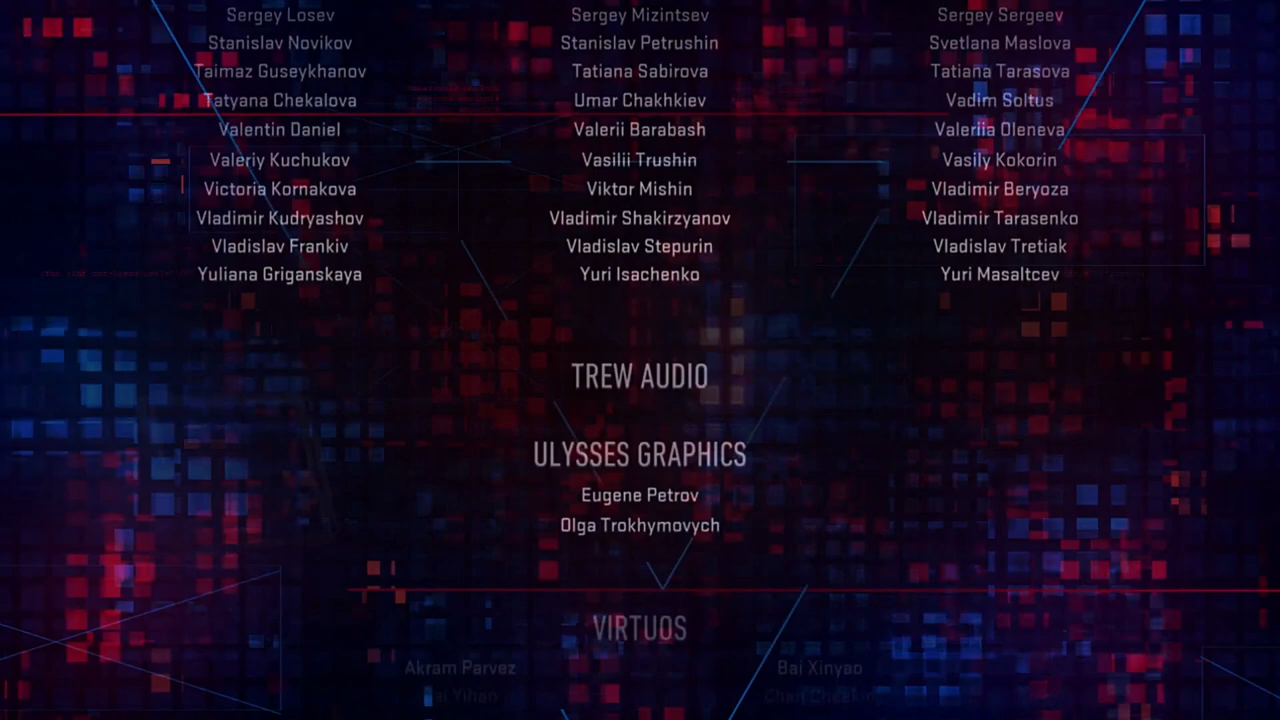 Sergey Losev Sergey Mizintsev Sergey Sergeev
Stanislav Novikov Stanislav Petrushin Svetlana Maslova
Taimaz Guseykhanov Tatiana Sabirova Tatiana Tarasova
Tatyana Chekalova Umar Chakhkiev Vadim Soltus
Valentin Daniel Valerii Barabash Valeriia Oleneva
Valeriy Kuchukov Vasilii Trushin Vasily Kokorin
Victoria Kornakova Viktor Mishin Vladimir Beryoza
Vladimir Kudryashov Vladimir Shakirzyanov Vladimir Tarasenko
Vladislav Frankiv Vladislav Stepurin Vladislav Tretiak
Yuliana Griganskaya Yuri Isachenko Yuri Masaltcev
TREW AUDIO
ULYSSES GRAPHICS
Eugene Petrov
Olga Trokhymovych
VIRTUOS
Akram Parvez Bai Xinyao